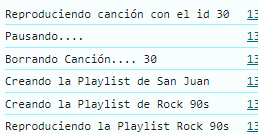 Reproduciendo canción con el id 30
Pausando....
Borrando Canción.... 30
Creando la Playlist de San Juan
Creando la Playlist de Rock 90s
Reproduciendo la Playlist Rock 90s